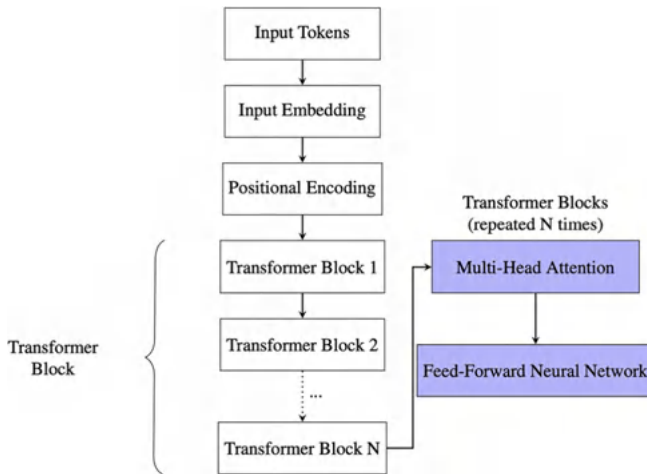 Input Tokens
Input Embedding
Positional Encoding
Transformer Block 1
Transformer Block 2
...
Transformer Block N
Transformer
Block
Transformer Blocks
(repeated N times)
Multi-Head Attention
Feed-Forward Neural Network